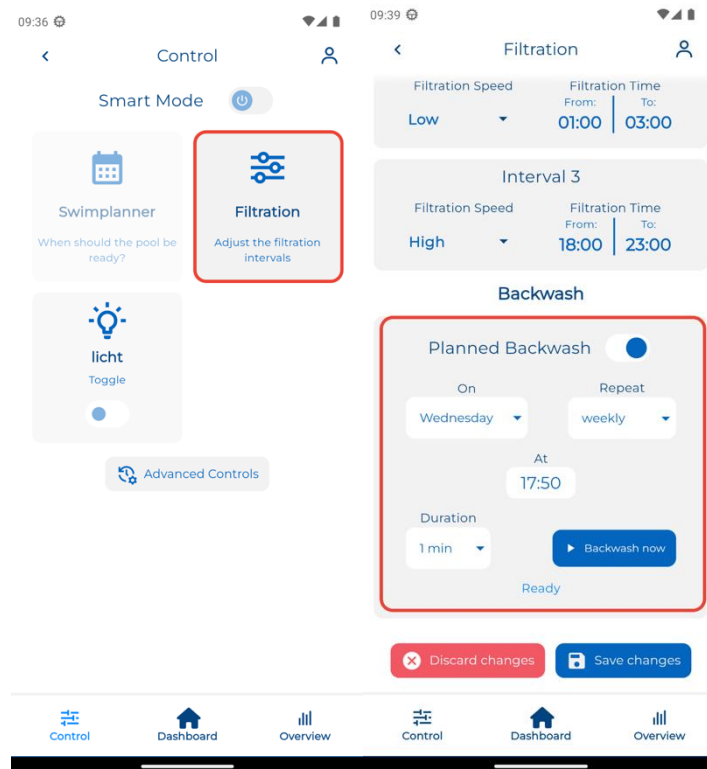 09:36
Control
Smart Mode
Swimplanner
When should the pool be
ready?
Filtration
Adjust the filtration
intervals
licht
Toggle
Advanced Controls
Control
Dashboard
Overview
09:39
Filtration
Filtration Speed
Filtration Time
From:
To:
Low
01:00
03:00
Interval 3
Filtration Speed
Filtration Time
From:
To:
High
18:00
23:00
Backwash
Planned Backwash
On
Repeat
Wednesday
weekly
At
17:50
Duration
1 min
Backwash now
Ready
Discard changes
Save changes
Control
Dashboard
Overview